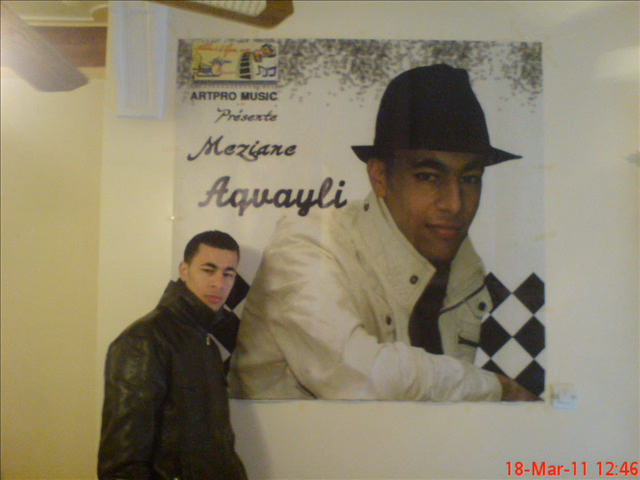 ARTPRO MUSIC
Présente
Meziane
Aqvayli
18-Mar-11 12:46